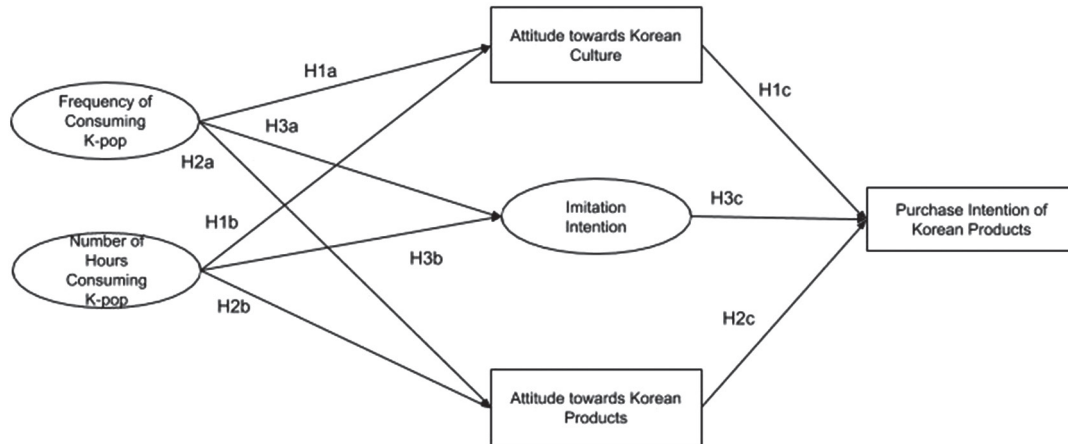 Attitude towards Korean
Culture
H1a
H1c
Frequency of
Consuming
K-pop
H3a
H2a
Imitation
Intention
H3c
Purchase Intention of
Korean Products
H1b
Number of
Hours
Consuming
K-pop
H3b
H2b
H2c
Attitude towards Korean
Products